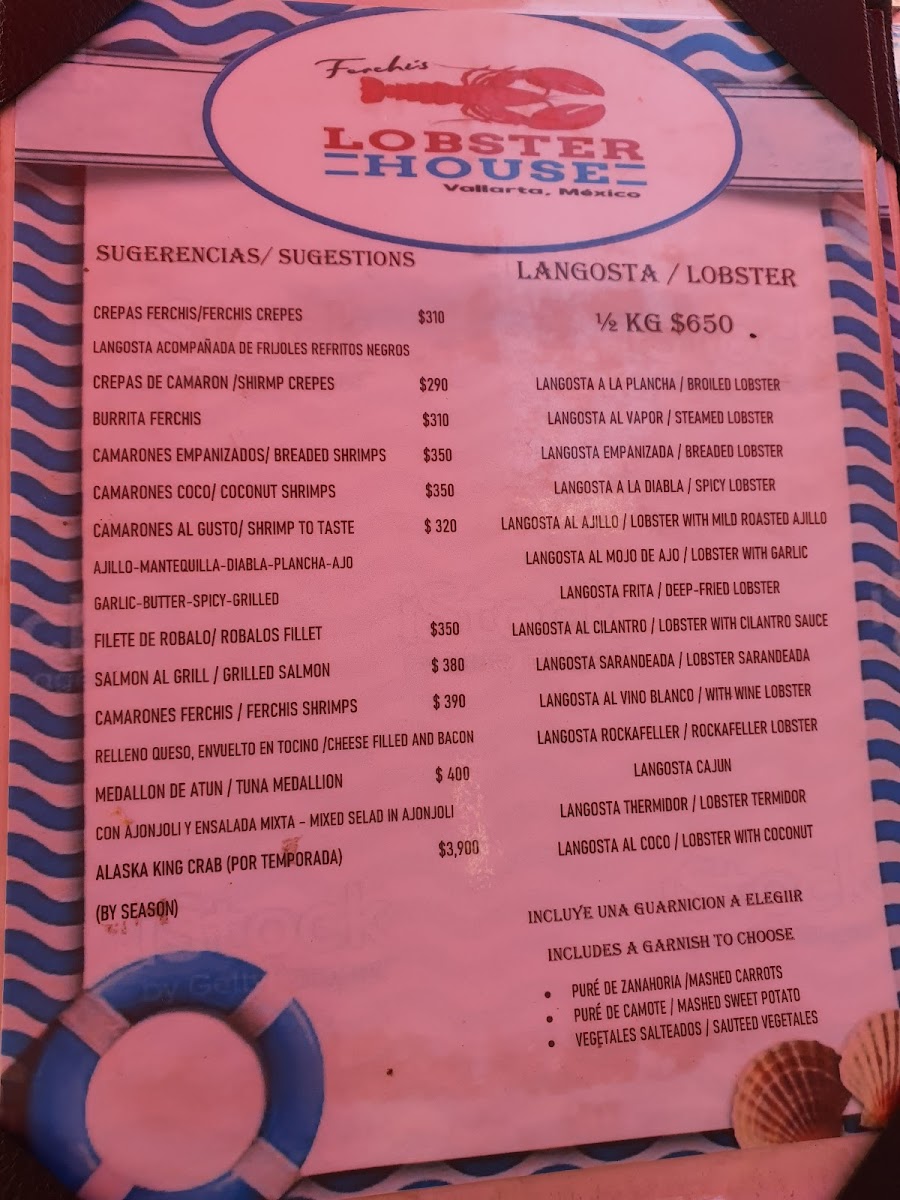 Ferchi's
LOBSTER
HOUSE
Vallarta, México
SUGERENCIAS/ SUGESTIONS
CREPAS FERCHIS/FERCHIS CREPES $310
LANGOSTA ACOMPAÑADA DE FRIJOLES REFRITOS NEGROS
CREPAS DE CAMARON /SHIRMP CREPES $290
BURRITA FERCHIS $310
CAMARONES EMPANIZADOS/ BREADED SHRIMPS $350
CAMARONES COCO/ COCONUT SHRIMPS $350
CAMARONES AL GUSTO/ SHRIMP TO TASTE $ 320
AJILLO-MANTEQUILLA-DIABLA-PLANCHA-AJO
GARLIC-BUTTER-SPICY-GRILLED
FILETE DE ROBALO/ ROBALOS FILLET $350
SALMON AL GRILL / GRILLED SALMON $ 380
CAMARONES FERCHIS / FERCHIS SHRIMPS $ 390
RELLENO QUESO, ENVUELTO EN TOCINO /CHEESE FILLED AND BACON
MEDALLON DE ATUN / TUNA MEDALLION $ 400
CON AJONJOLI Y ENSALADA MIXTA - MIXED SELAD IN AJONJOLI
ALASKA KING CRAB (POR TEMPORADA) $3,900
(BY SEASON)
LANGOSTA / LOBSTER
½ KG $650
LANGOSTA A LA PLANCHA / BROILED LOBSTER
LANGOSTA AL VAPOR / STEAMED LOBSTER
LANGOSTA EMPANIZADA / BREADED LOBSTER
LANGOSTA A LA DIABLA / SPICY LOBSTER
LANGOSTA AL AJILLO / LOBSTER WITH MILD ROASTED AJILLO
LANGOSTA AL MOJO DE AJO / LOBSTER WITH GARLIC
LANGOSTA FRITA / DEEP-FRIED LOBSTER
LANGOSTA AL CILANTRO / LOBSTER WITH CILANTRO SAUCE
LANGOSTA SARANDEADA / LOBSTER SARANDEADA
LANGOSTA AL VINO BLANCO / WITH WINE LOBSTER
LANGOSTA ROCKAFELLER / ROCKAFELLER LOBSTER
LANGOSTA CAJUN
LANGOSTA THERMIDOR / LOBSTER TERMIDOR
LANGOSTA AL COCO / LOBSTER WITH COCONUT
INCLUYE UNA GUARNICION A ELEGIIR
INCLUDES A GARNISH TO CHOOSE
• PURÉ DE ZANAHORIA /MASHED CARROTS
• PURÉ DE CAMOTE / MASHED SWEET POTATO
• VEGETALES SALTEADOS / SAUTEED VEGETALES
iStock
by Getty